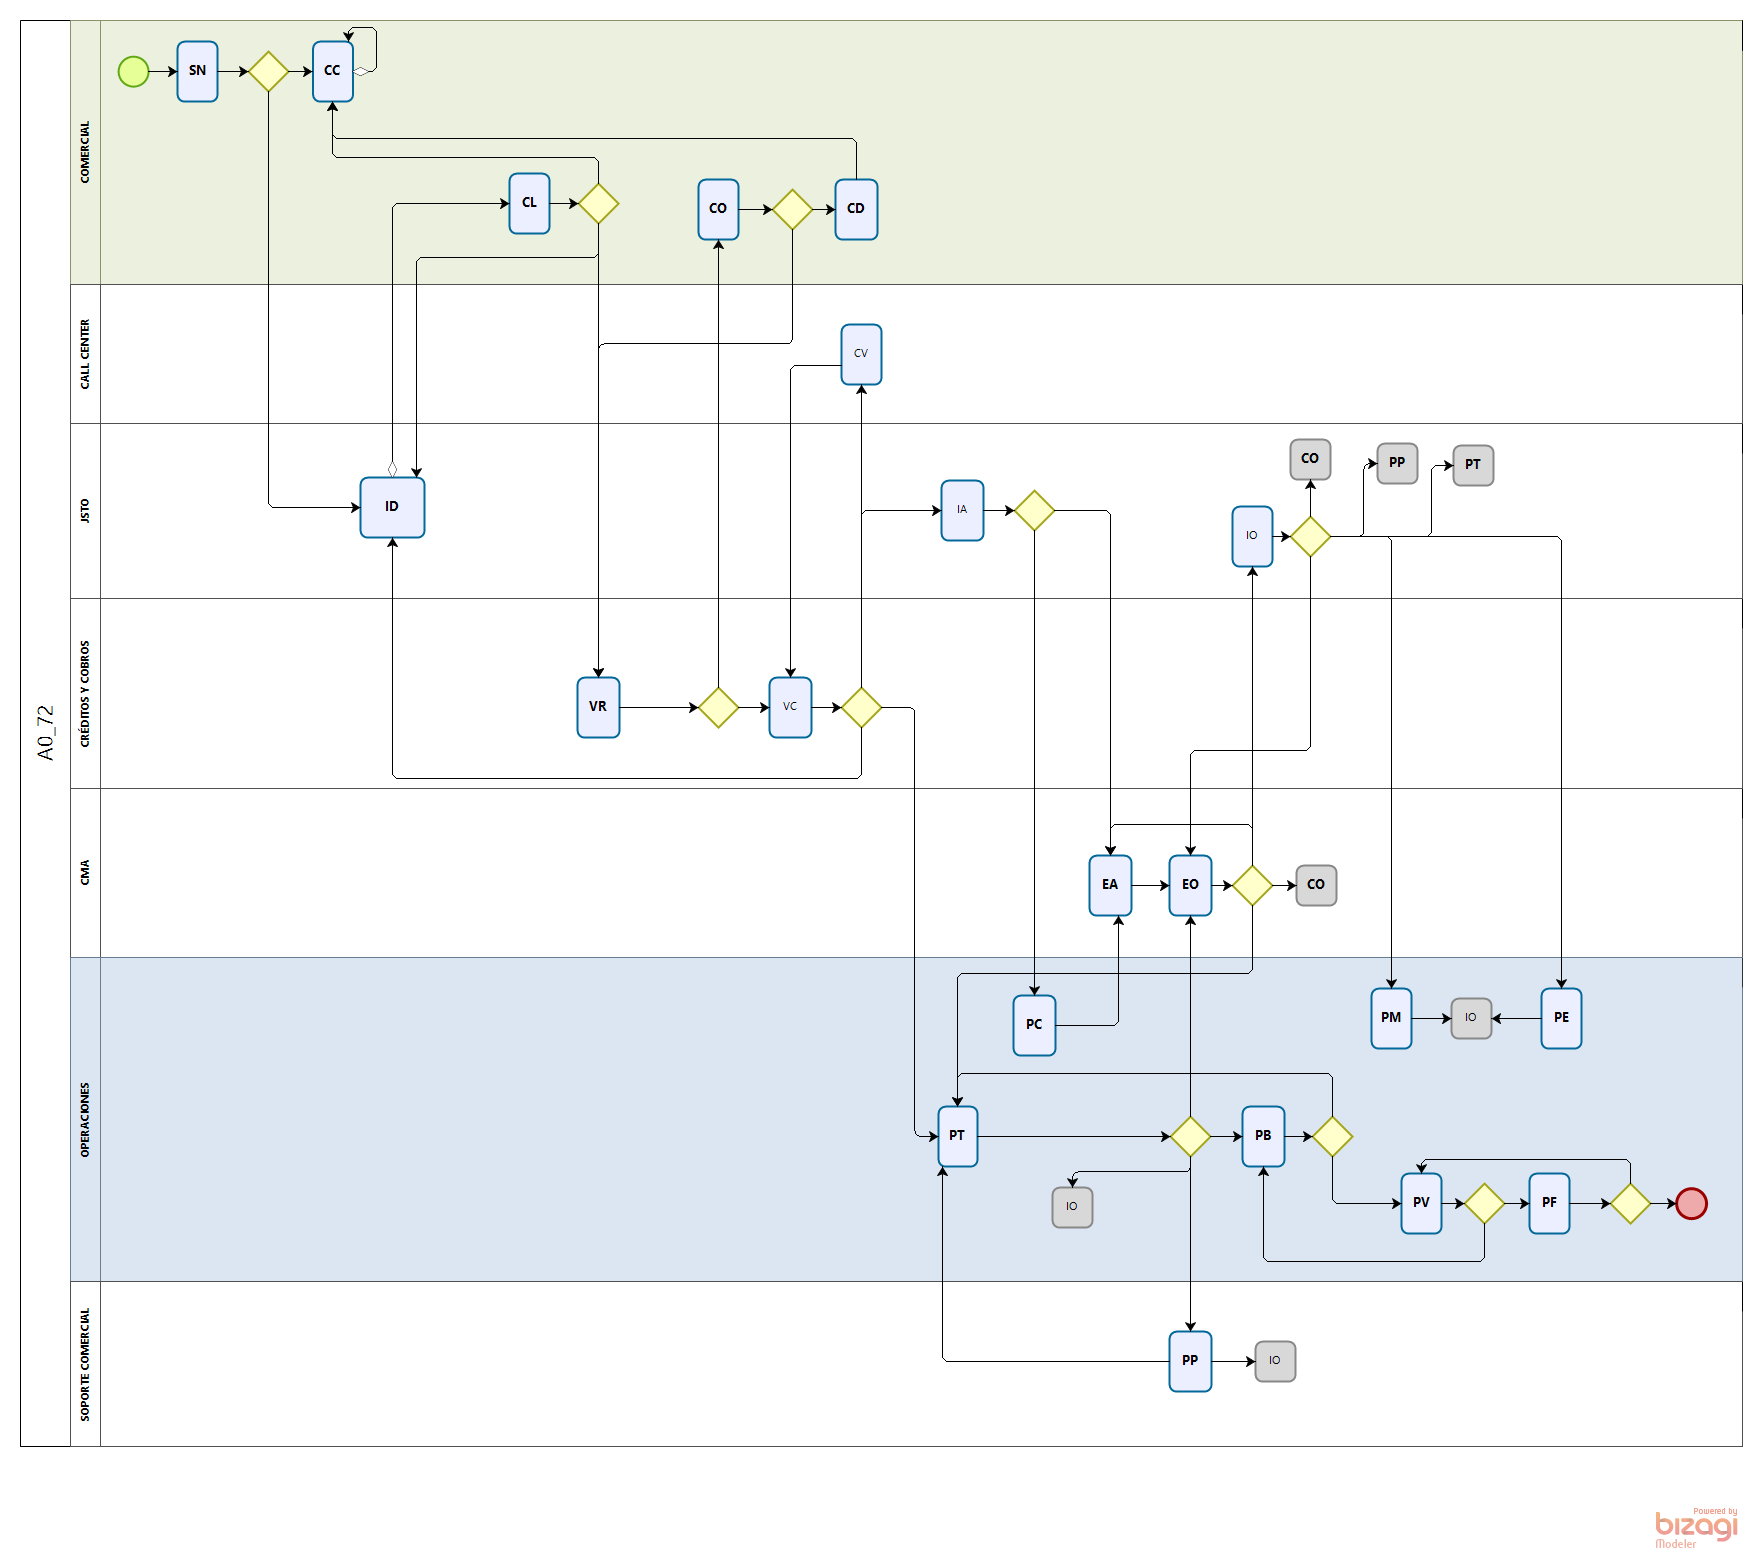 A0_72
COMERCIAL
SN
CC
CL
CO
CD
CALL CENTER
CV
JSTO
ID
IA
IO
CO
PP
PT
CRÉDITOS Y COBROS
VR
VC
CMA
EA
EO
CO
OPERACIONES
PC
PM
IO
PE
PT
PB
IO
PV
PF
SOPORTE COMERCIAL
PP
IO
Powered by
bizagi
Modeler